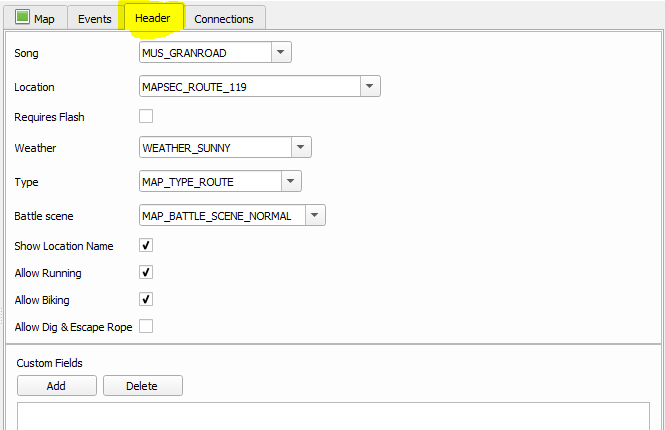 Map Events Header Connections
Song MUS_GRANROAD
Location MAPSEC_ROUTE_119
Requires Flash
Weather WEATHER_SUNNY
Type MAP_TYPE_ROUTE
Battle scene MAP_BATTLE_SCENE_NORMAL
Show Location Name
Allow Running
Allow Biking
Allow Dig & Escape Rope
Custom Fields
Add Delete